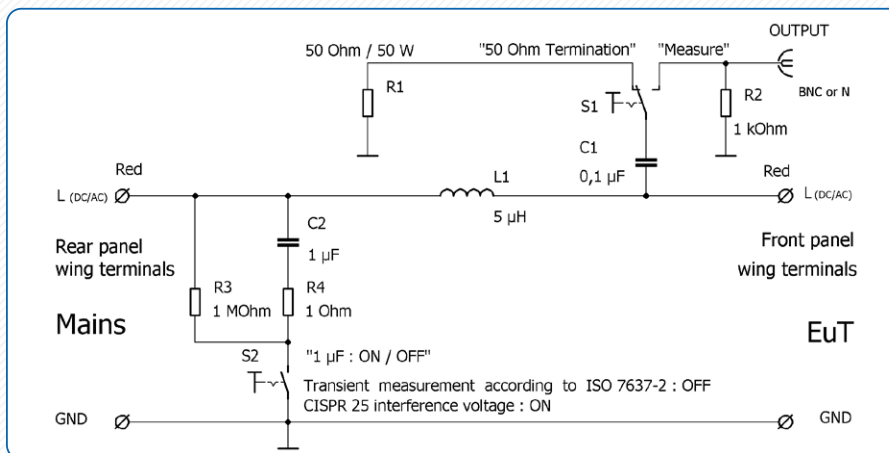 OUTPUT
50 Ohm / 50 W
"50 Ohm Termination"
"Measure"
R1
S1
R2
BNC or N
1 kOhm
C1
0,1 µF
Red
L1
Red
L (DC/AC)
5 µH
L (DC/AC)
C2
1 µF
Rear panel
wing terminals
Front panel
wing terminals
R3
1 MOhm
R4
1 Ohm
Mains
EuT
S2
"1 µF : ON / OFF"
Transient measurement according to ISO 7637-2 : OFF
CISPR 25 interference voltage : ON
GND
GND